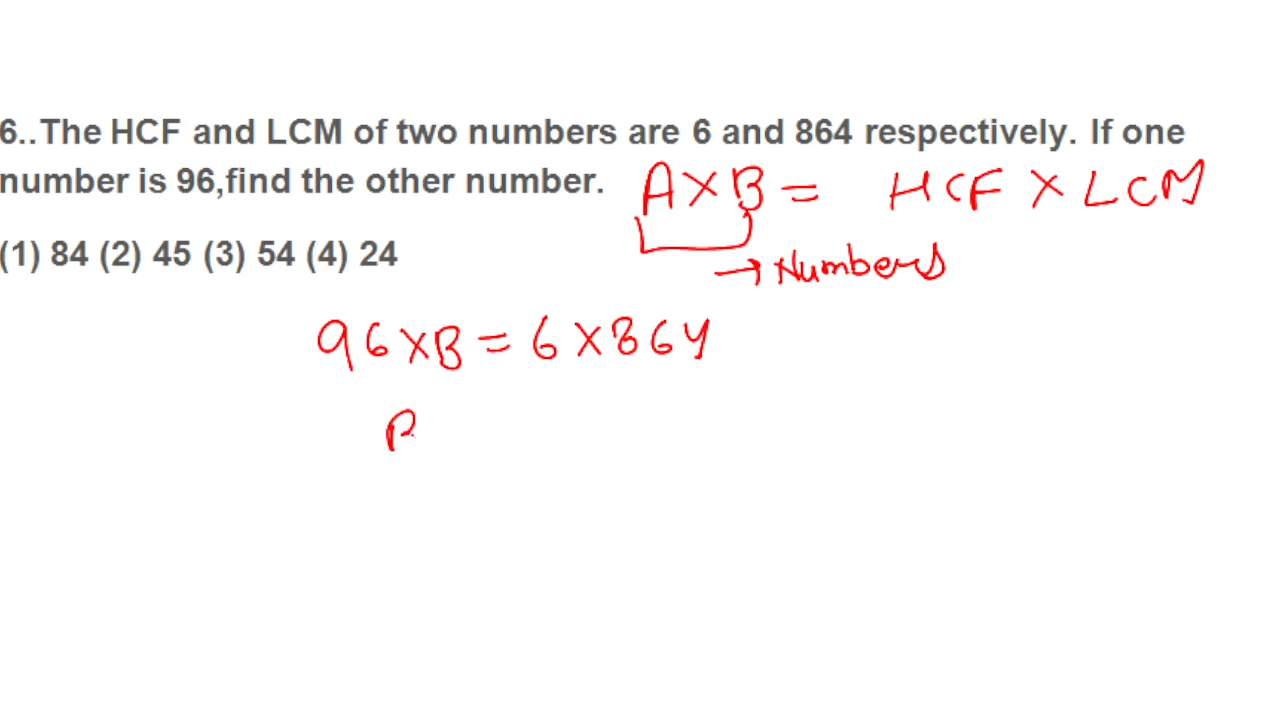 6..The HCF and LCM of two numbers are 6 and 864 respectively. If one
number is 96,find the other number. A×B = HCF × LCM
(1) 84 (2) 45 (3) 54 (4) 24 → Numbers
96×B = 6×864
B